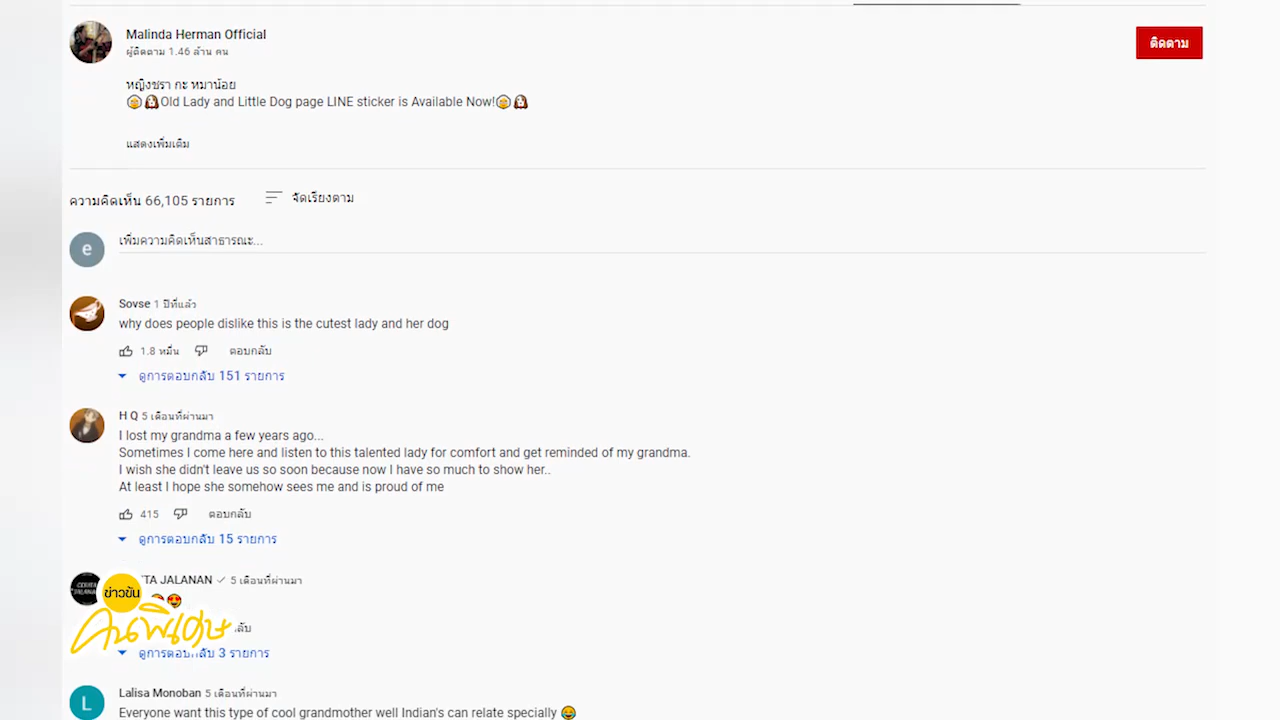 Malinda Herman Official
ผู้ติดตาม 1.46 ล้าน คน
ติดตาม
หญิงชรา กะ หมาน้อย
Old Lady and Little Dog page LINE sticker is Available Now!
แสดงเพิ่มเติม
ความคิดเห็น 66,105 รายการ
จัดเรียงตาม
e
เพิ่มความคิดเห็นสาธารณะ...
Sovse 1 ปีที่แล้ว
why does people dislike this is the cutest lady and her dog
1.8 หมื่น ตอบกลับ
ดูการตอบกลับ 151 รายการ
H Q 5 เดือนที่ผ่านมา
I lost my grandma a few years ago...
Sometimes I come here and listen to this talented lady for comfort and get reminded of my grandma.
I wish she didn't leave us so soon because now I have so much to show her..
At least I hope she somehow sees me and is proud of me
415 ตอบกลับ
ดูการตอบกลับ 15 รายการ
TA JALANAN 5 เดือนที่ผ่านมา
ข่าวข้น
คนพิเศษ
ดูการตอบกลับ 3 รายการ
L
Lalisa Monoban 5 เดือนที่ผ่านมา
Everyone want this type of cool grandmother well Indian's can relate specially 😂